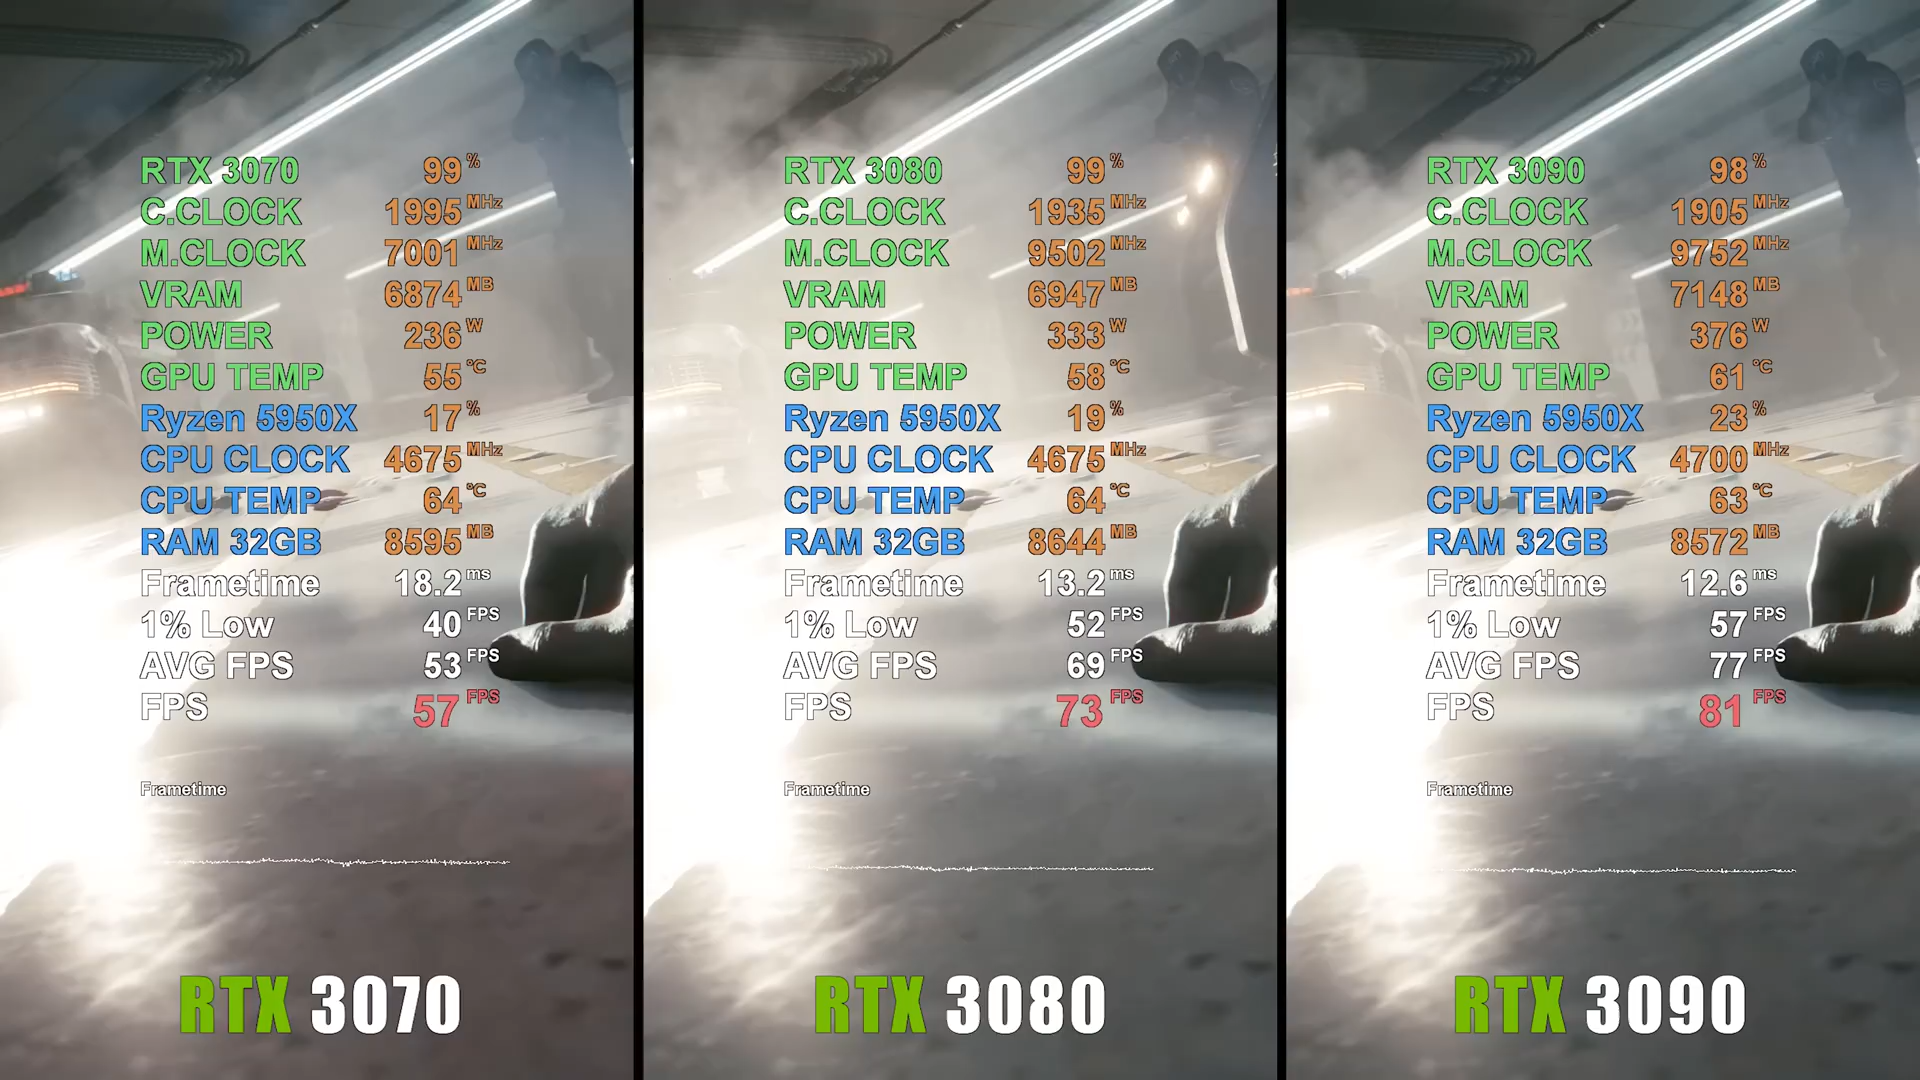 RTX 3070 99 %
C.CLOCK 1995 MHz
M.CLOCK 7001 MHz
VRAM 6874 MB
POWER 236 W
GPU TEMP 55 °C
Ryzen 5950X 17 %
CPU CLOCK 4675 MHz
CPU TEMP 64 °C
RAM 32GB 8595 MB
Frametime 18.2 ms
1% Low 40 FPS
AVG FPS 53 FPS
FPS 57 FPS
Frametime
RTX 3070
RTX 3080 99 %
C.CLOCK 1935 MHz
M.CLOCK 9502 MHz
VRAM 6947 MB
POWER 333 W
GPU TEMP 58 °C
Ryzen 5950X 19 %
CPU CLOCK 4675 MHz
CPU TEMP 64 °C
RAM 32GB 8644 MB
Frametime 13.2 ms
1% Low 52 FPS
AVG FPS 69 FPS
FPS 73 FPS
Frametime
RTX 3080
RTX 3090 98 %
C.CLOCK 1905 MHz
M.CLOCK 9752 MHz
VRAM 7148 MB
POWER 376 W
GPU TEMP 61 °C
Ryzen 5950X 23 %
CPU CLOCK 4700 MHz
CPU TEMP 63 °C
RAM 32GB 8572 MB
Frametime 12.6 ms
1% Low 57 FPS
AVG FPS 77 FPS
FPS 81 FPS
Frametime
RTX 3090